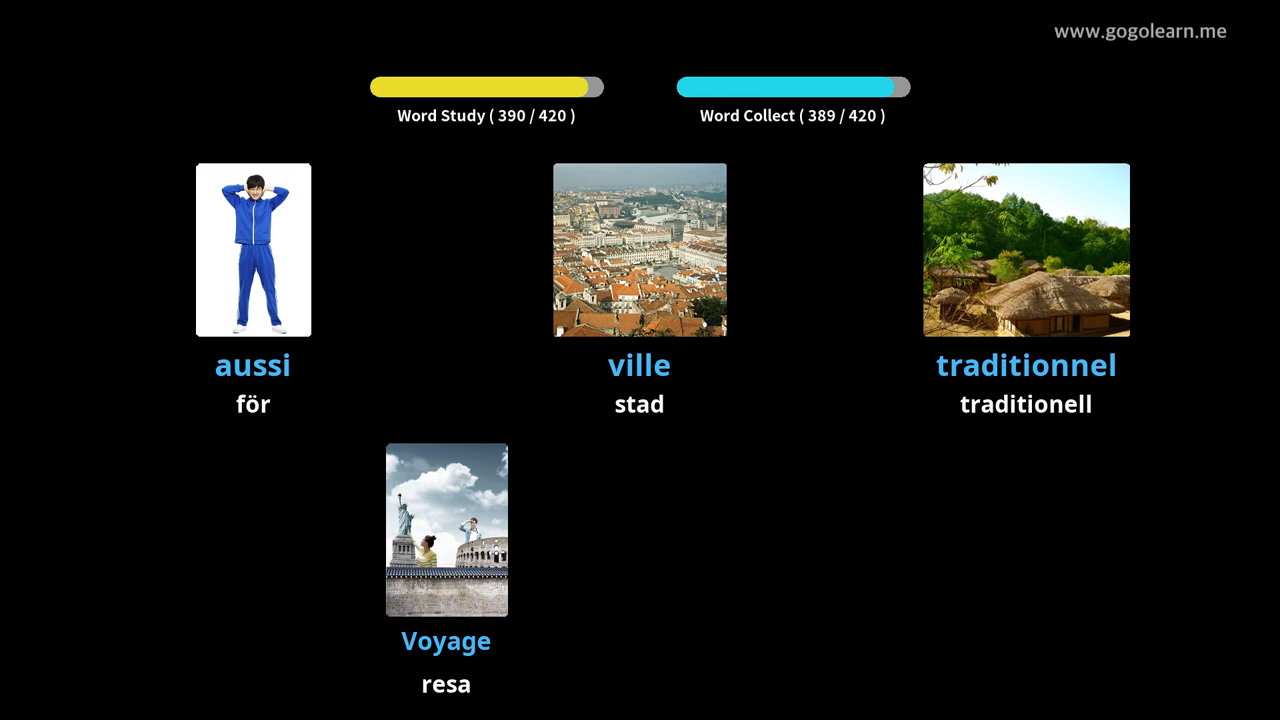 www.gogolearn.me
Word Study ( 390 / 420 )
Word Collect ( 389 / 420 )
aussi
för
ville
stad
traditionnel
traditionell
Voyage
resa